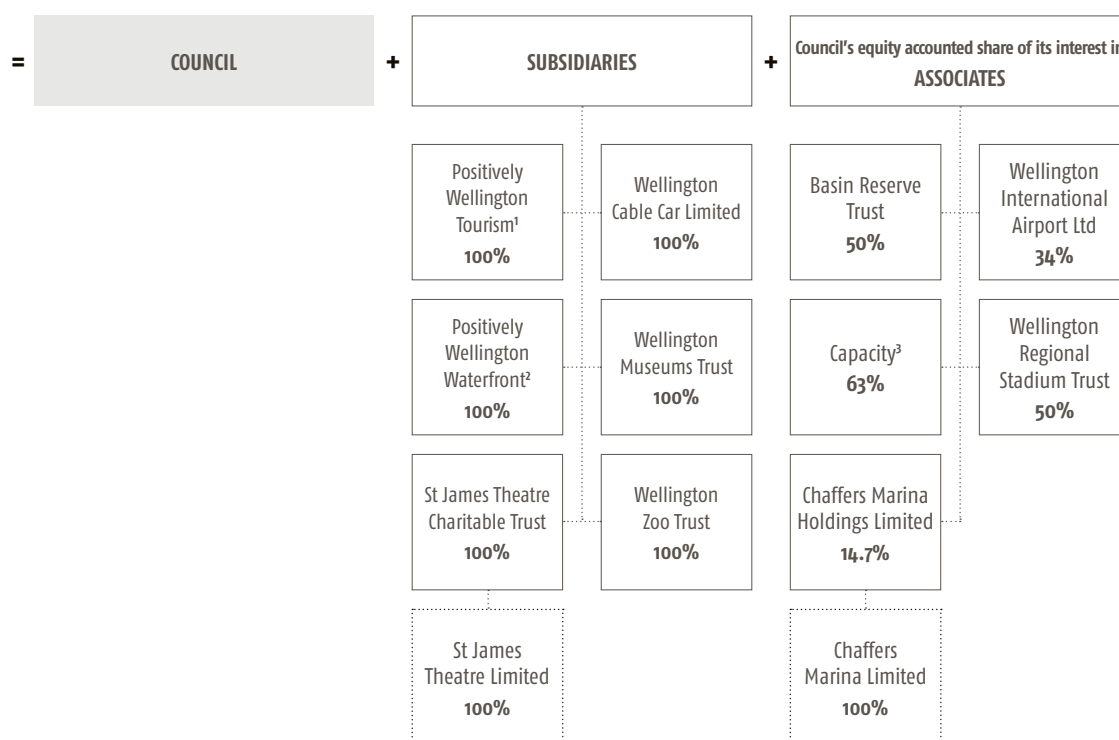 =
COUNCIL
+
SUBSIDIARIES
+
Council's equity accounted share of its interest in
ASSOCIATES
Positively
Wellington
Tourism¹
100%
Wellington
Cable Car Limited
100%
Basin Reserve
Trust
50%
Wellington
International
Airport Ltd
34%
Positively
Wellington
Waterfront²
100%
Wellington
Museums Trust
100%
Capacity³
63%
Wellington
Regional
Stadium Trust
50%
St James Theatre
Charitable Trust
100%
Wellington
Zoo Trust
100%
Chaffers Marina
Holdings Limited
14.7%
St James
Theatre Limited
100%
Chaffers
Marina Limited
100%